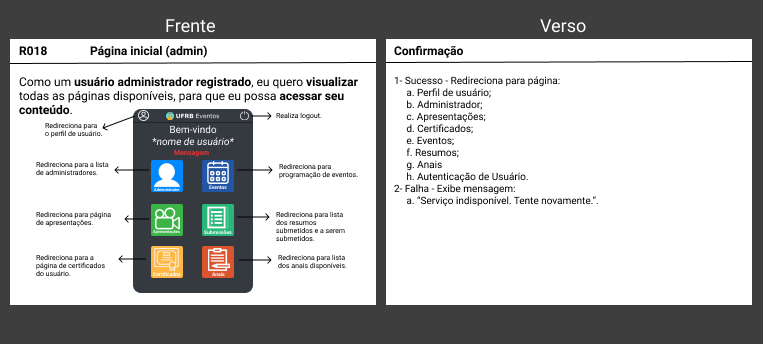 Frente
R018 Página inicial (admin)
Como um usuário administrador registrado, eu quero visualizar
todas as páginas disponíveis, para que eu possa acessar seu
conteúdo.
Redireciona para
o perfil de usuário.
UFRB Eventos
Realiza logout.
Bem-vindo
*nome de usuário*
Mensagem
Redireciona para a lista
de administradores.
Administrador
Eventos
Redireciona para
programação de eventos.
Redireciona para página
de apresentações.
Apresentações
Submissões
Redireciona para lista
dos resumos
submetidos e a serem
submetidos.
Redireciona para a
página de certificados
do usuário.
Certificados
Anais
Redireciona para lista
dos anais disponíveis.
Verso
Confirmação
1- Sucesso - Redireciona para página:
a. Perfil de usuário;
b. Administrador;
c. Apresentações;
d. Certificados;
e. Eventos;
f. Resumos;
g. Anais
h. Autenticação de Usuário.
2- Falha - Exibe mensagem:
a. “Serviço indisponível. Tente novamente.”.